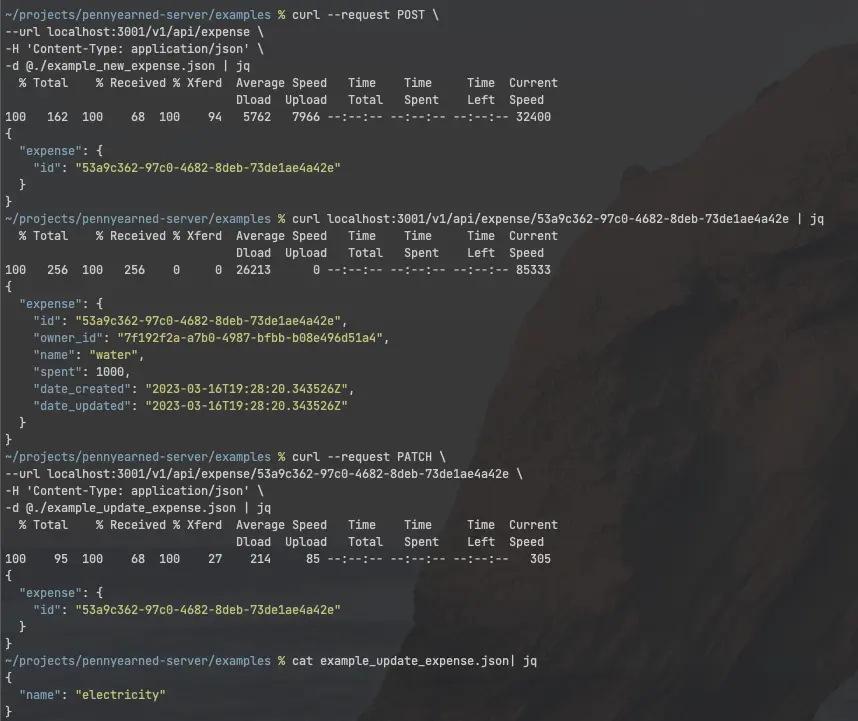 ~/projects/pennyearned-server/examples % curl --request POST \
--url localhost:3001/v1/api/expense \
-H 'Content-Type: application/json' \
-d @./example_new_expense.json | jq
  % Total    % Received % Xferd  Average Speed   Time    Time     Time  Current
                                 Dload  Upload   Total   Spent    Left  Speed
100   162  100    68  100    94   5762   7966 --:--:-- --:--:-- --:--:-- 32400
{
  "expense": {
    "id": "53a9c362-97c0-4682-8deb-73de1ae4a42e"
  }
}
~/projects/pennyearned-server/examples % curl localhost:3001/v1/api/expense/53a9c362-97c0-4682-8deb-73de1ae4a42e | jq
  % Total    % Received % Xferd  Average Speed   Time    Time     Time  Current
                                 Dload  Upload   Total   Spent    Left  Speed
100   256  100   256    0     0  26213      0 --:--:-- --:--:-- --:--:-- 85333
{
  "expense": {
    "id": "53a9c362-97c0-4682-8deb-73de1ae4a42e",
    "owner_id": "7f192f2a-a7b0-4987-bfbb-b08e496d51a4",
    "name": "water",
    "spent": 1000,
    "date_created": "2023-03-16T19:28:20.343526Z",
    "date_updated": "2023-03-16T19:28:20.343526Z"
  }
}
~/projects/pennyearned-server/examples % curl --request PATCH \
--url localhost:3001/v1/api/expense/53a9c362-97c0-4682-8deb-73de1ae4a42e \
-H 'Content-Type: application/json' \
-d @./example_update_expense.json | jq
  % Total    % Received % Xferd  Average Speed   Time    Time     Time  Current
                                 Dload  Upload   Total   Spent    Left  Speed
100    95  100    68  100    27    214     85 --:--:-- --:--:-- --:--:--   305
{
  "expense": {
    "id": "53a9c362-97c0-4682-8deb-73de1ae4a42e"
  }
}
~/projects/pennyearned-server/examples % cat example_update_expense.json| jq
{
  "name": "electricity"
}